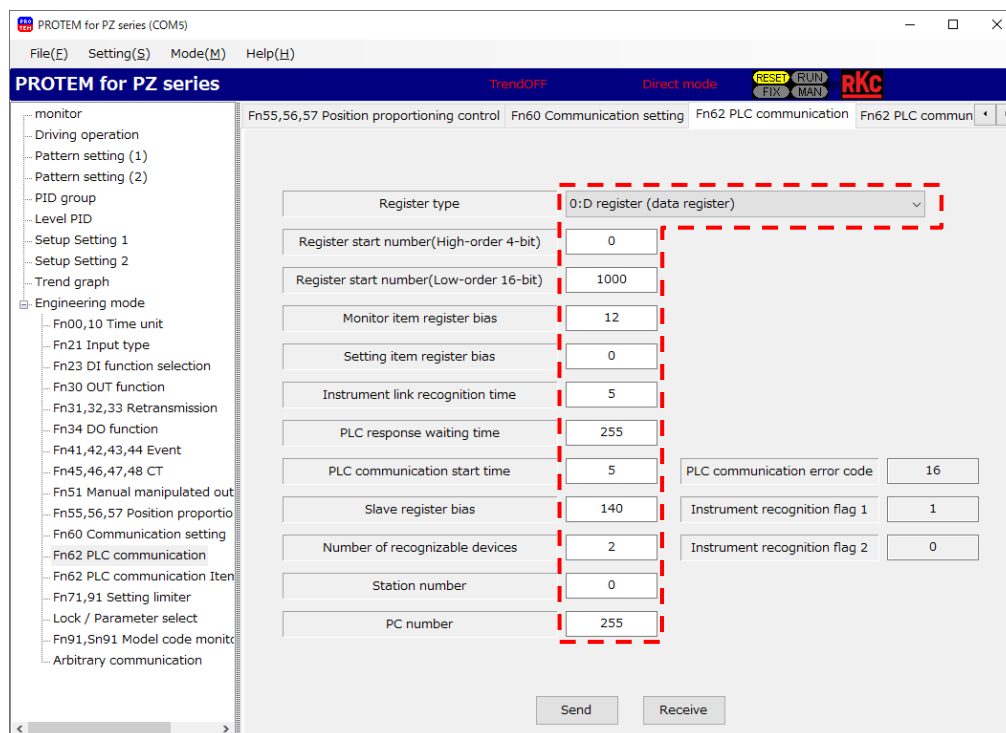 PROTEM for PZ series (COM5)
File(F) Setting(S) Mode(M) Help(H)
PROTEM for PZ series TrendOFF Direct mode RESET RUN FIX MAN RKC
monitor
Driving operation
Pattern setting (1)
Pattern setting (2)
PID group
Level PID
Setup Setting 1
Setup Setting 2
Trend graph
Engineering mode
Fn00,10 Time unit
Fn21 Input type
Fn23 DI function selection
Fn30 OUT function
Fn31,32,33 Retransmission
Fn34 DO function
Fn41,42,43,44 Event
Fn45,46,47,48 CT
Fn51 Manual manipulated out
Fn55,56,57 Position proportio
Fn60 Communication setting
Fn62 PLC communication
Fn62 PLC communication Iten
Fn71,91 Setting limiter
Lock / Parameter select
Fn91,Sn91 Model code monito
Arbitrary communication
Fn55,56,57 Position proportioning control Fn60 Communication setting Fn62 PLC communication Fn62 PLC commun
Register type 0:D register (data register)
Register start number(High-order 4-bit) 0
Register start number(Low-order 16-bit) 1000
Monitor item register bias 12
Setting item register bias 0
Instrument link recognition time 5
PLC response waiting time 255
PLC communication start time 5 PLC communication error code 16
Slave register bias 140 Instrument recognition flag 1 1
Number of recognizable devices 2 Instrument recognition flag 2 0
Station number 0
PC number 255
Send Receive